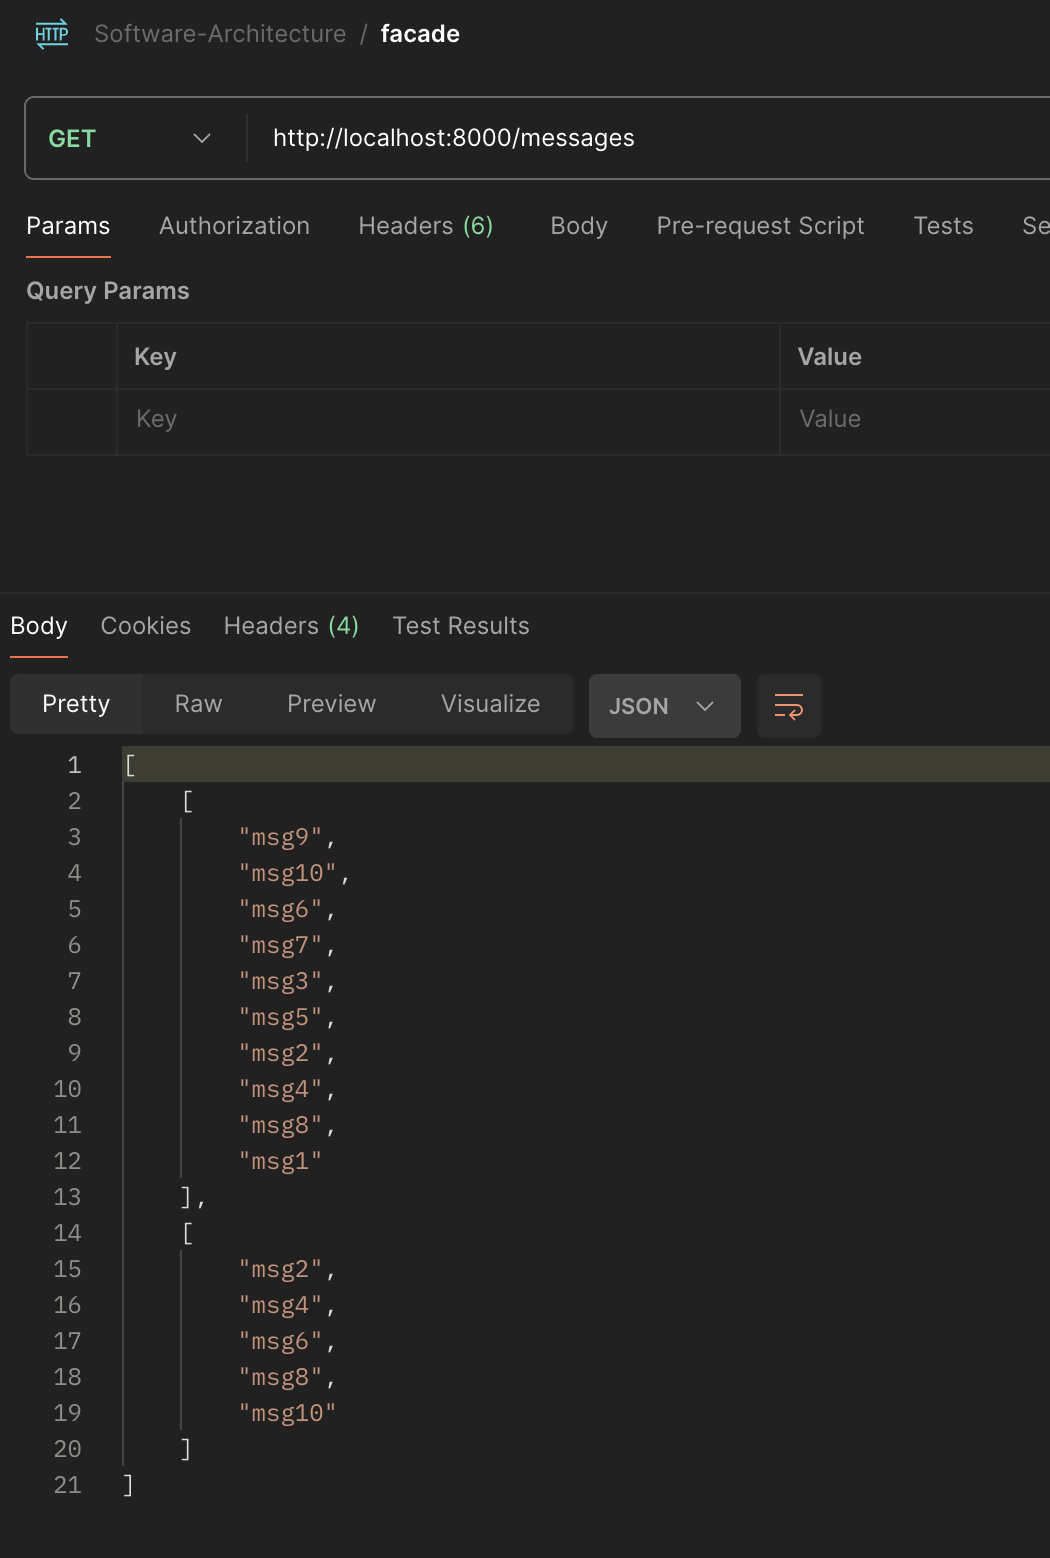 HTTP Software-Architecture / facade
GET http://localhost:8000/messages
Params Authorization Headers (6) Body Pre-request Script Tests Se
Query Params
Key Value
Key Value
Body Cookies Headers (4) Test Results
Pretty Raw Preview Visualize JSON
1 [
2 [
3 "msg9",
4 "msg10",
5 "msg6",
6 "msg7",
7 "msg3",
8 "msg5",
9 "msg2",
10 "msg4",
11 "msg8",
12 "msg1"
13 ],
14 [
15 "msg2",
16 "msg4",
17 "msg6",
18 "msg8",
19 "msg10"
20 ]
21 ]